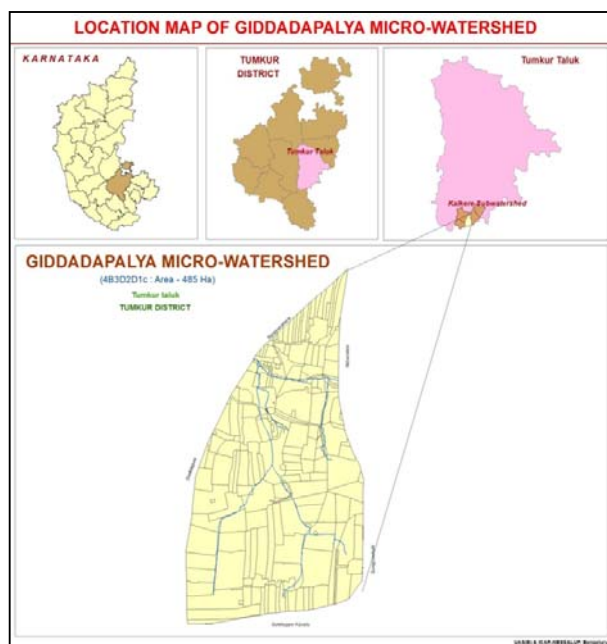 LOCATION MAP OF GIDDADAPALYA MICRO-WATERSHED
KARNATAKA
TUMKUR
DISTRICT
Tumkur Taluk
Tumkur Taluk
Kalkere Subwatershed
GIDDADAPALYA MICRO-WATERSHED
(4B3D2D1c : Area - 485 Ha)
Tumkur taluk
TUMKUR DISTRICT